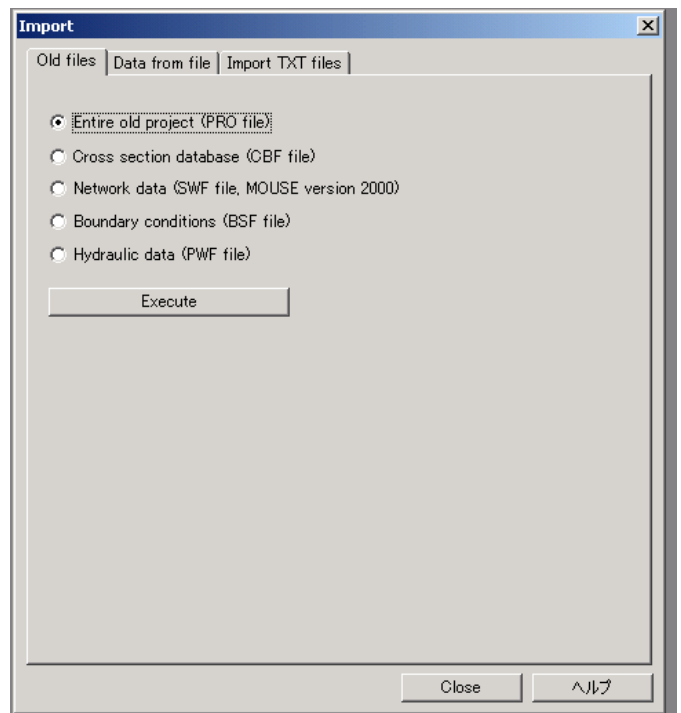 Import
Old files Data from file Import TXT files
Entire old project (PRO file)
Cross section database (CBF file)
Network data (SWF file, MOUSE version 2000)
Boundary conditions (BSF file)
Hydraulic data (PWF file)
Execute
Close ヘルプ